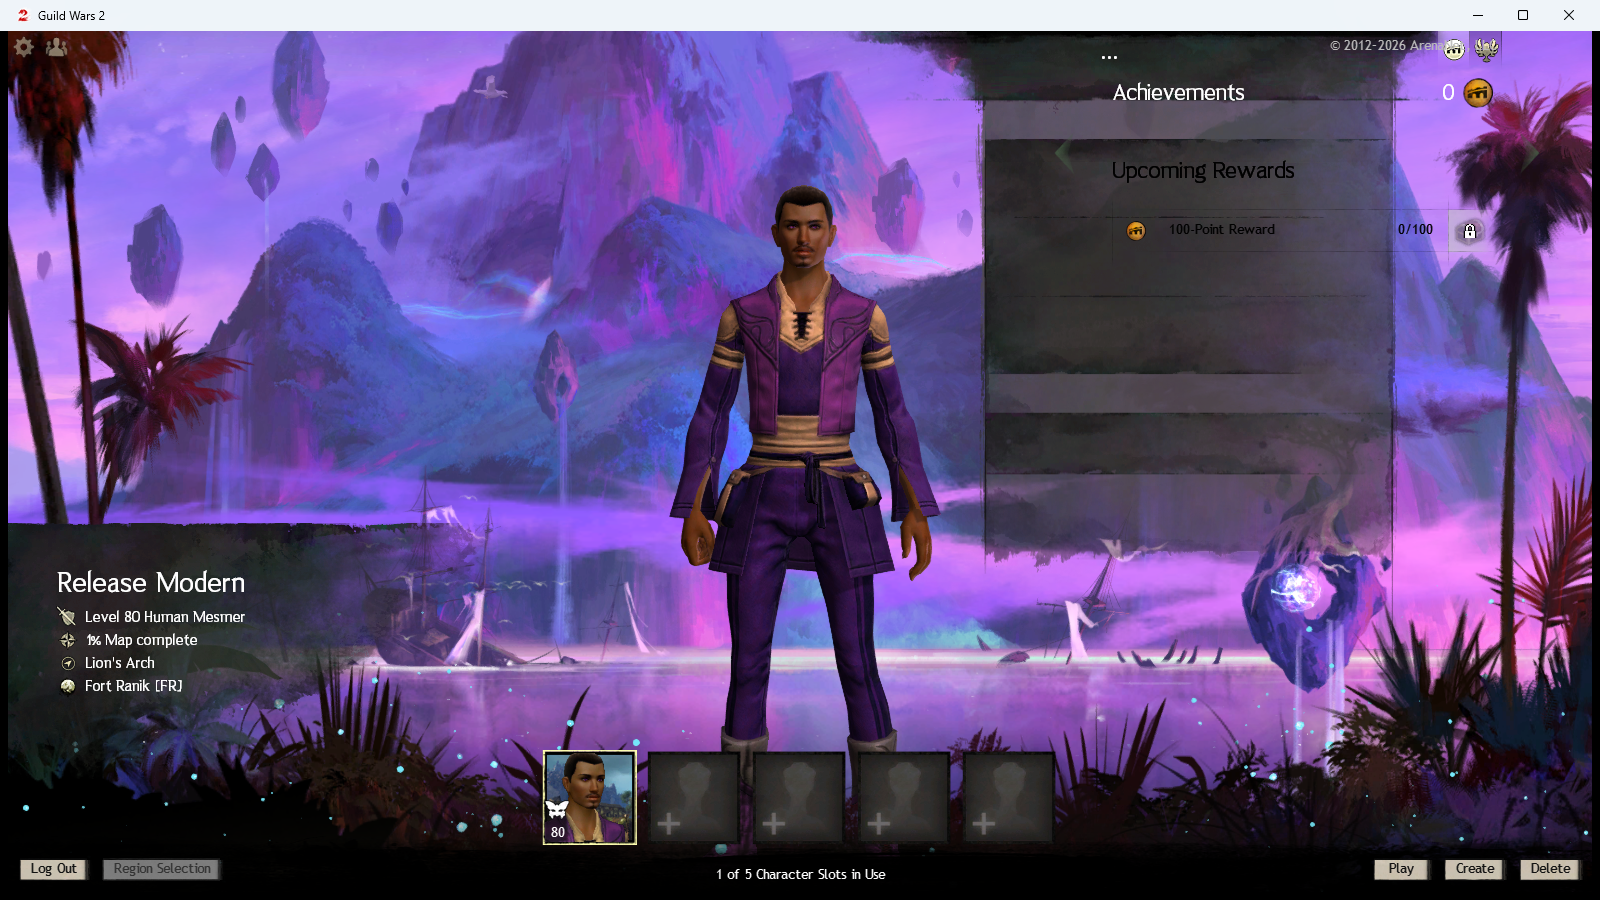 Guild Wars 2
© 2012-2026 Arena
...
Achievements
0
Upcoming Rewards
100-Point Reward
0/100
Release Modern
Level 80 Human Mesmer
1% Map complete
Lion's Arch
Fort Ranik [FR]
80
Log Out
Region Selection
1 of 5 Character Slots in Use
Play
Create
Delete